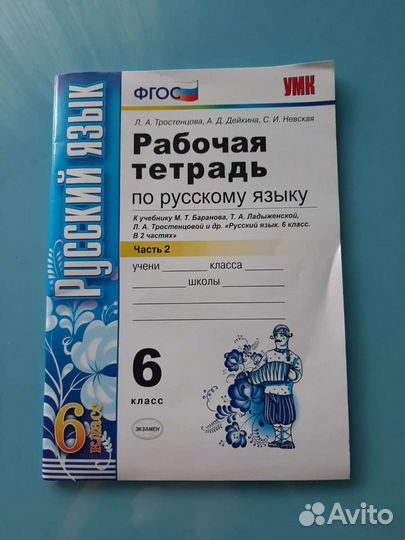 ФГОС
УМК
Л. А. Тростенцова, А. Д. Дейкина, С. И. Невская
Рабочая
тетрадь
по русскому языку
К учебнику М. Т. Баранова, Т. А. Ладыженской,
Л. А. Тростенцовой и др. «Русский язык. 6 класс.
В 2 частях»
Часть 2
учени класса
школы
6
класс
ЭКЗАМЕН
Русский язык
6 класс
Avito